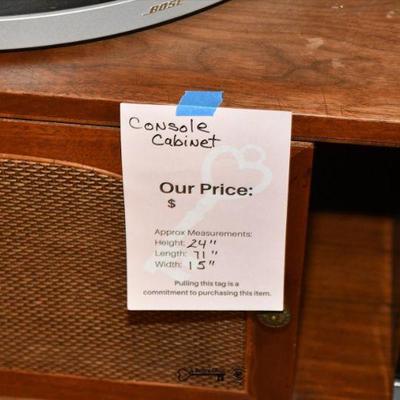 BOSE
Console
Cabinet
Our Price:
$
Approx Measurements:
Height: 24"
Length: 71"
Width: 15"
Pulling this tag is a
commitment to purchasing this item.